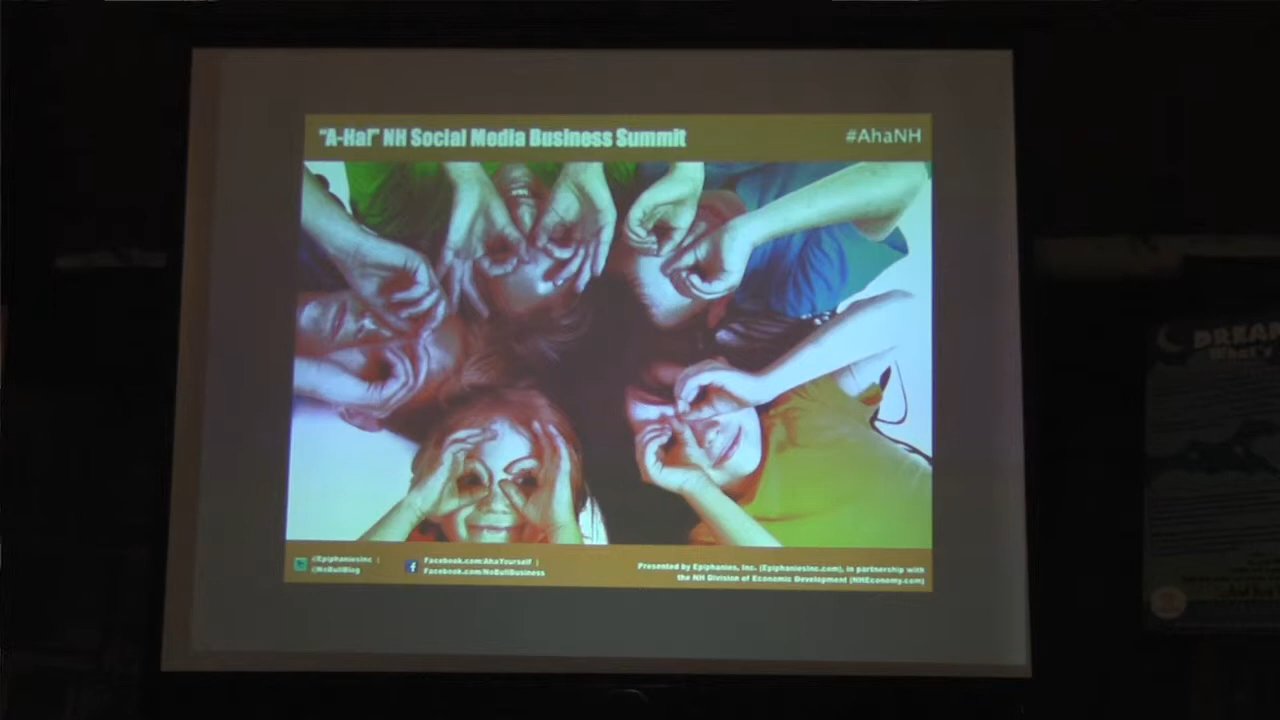 "A-Ha!" NH Social Media Business Summit
#AhaNH
@EpiphaniesInc |
@NoBullBlog
f
Facebook.com/AhaYourself |
Facebook.com/NoBullBusiness
Presented by Epiphanies, Inc. (EpiphaniesInc.com), in partnership with
the NH Division of Economic Development (NHEconomy.com)
What's